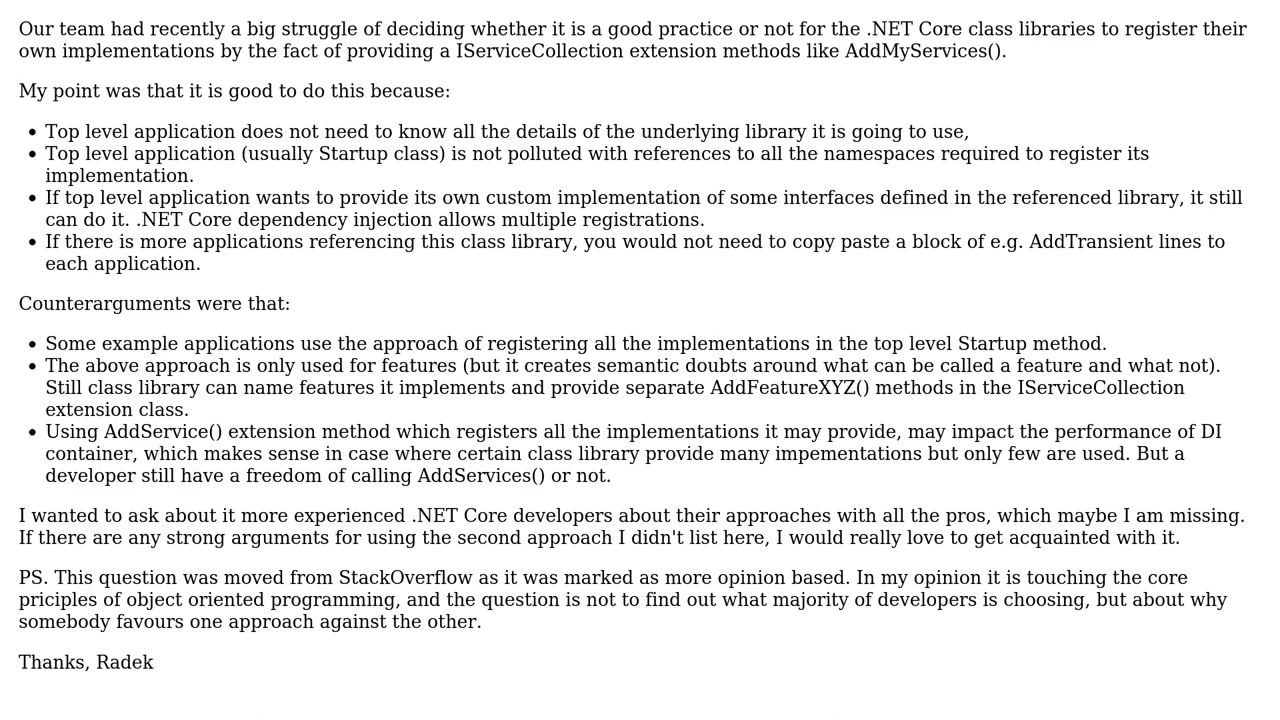 Our team had recently a big struggle of deciding whether it is a good practice or not for the .NET Core class libraries to register their
own implementations by the fact of providing a IServiceCollection extension methods like AddMyServices().
My point was that it is good to do this because:
• Top level application does not need to know all the details of the underlying library it is going to use,
• Top level application (usually Startup class) is not polluted with references to all the namespaces required to register its
implementation.
• If top level application wants to provide its own custom implementation of some interfaces defined in the referenced library, it still
can do it. .NET Core dependency injection allows multiple registrations.
• If there is more applications referencing this class library, you would not need to copy paste a block of e.g. AddTransient lines to
each application.
Counterarguments were that:
• Some example applications use the approach of registering all the implementations in the top level Startup method.
• The above approach is only used for features (but it creates semantic doubts around what can be called a feature and what not).
Still class library can name features it implements and provide separate AddFeatureXYZ() methods in the IServiceCollection
extension class.
• Using AddService() extension method which registers all the implementations it may provide, may impact the performance of DI
container, which makes sense in case where certain class library provide many impementations but only few are used. But a
developer still have a freedom of calling AddServices() or not.
I wanted to ask about it more experienced .NET Core developers about their approaches with all the pros, which maybe I am missing.
If there are any strong arguments for using the second approach I didn't list here, I would really love to get acquainted with it.
PS. This question was moved from StackOverflow as it was marked as more opinion based. In my opinion it is touching the core
priciples of object oriented programming, and the question is not to find out what majority of developers is choosing, but about why
somebody favours one approach against the other.
Thanks, Radek